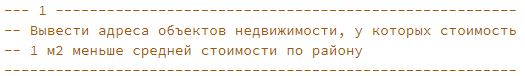 --- 1 -----------------------------------------------------------
-- Вывести адреса объектов недвижимости, у которых стоимость
-- 1 м2 меньше средней стоимости по району
-----------------------------------------------------------------